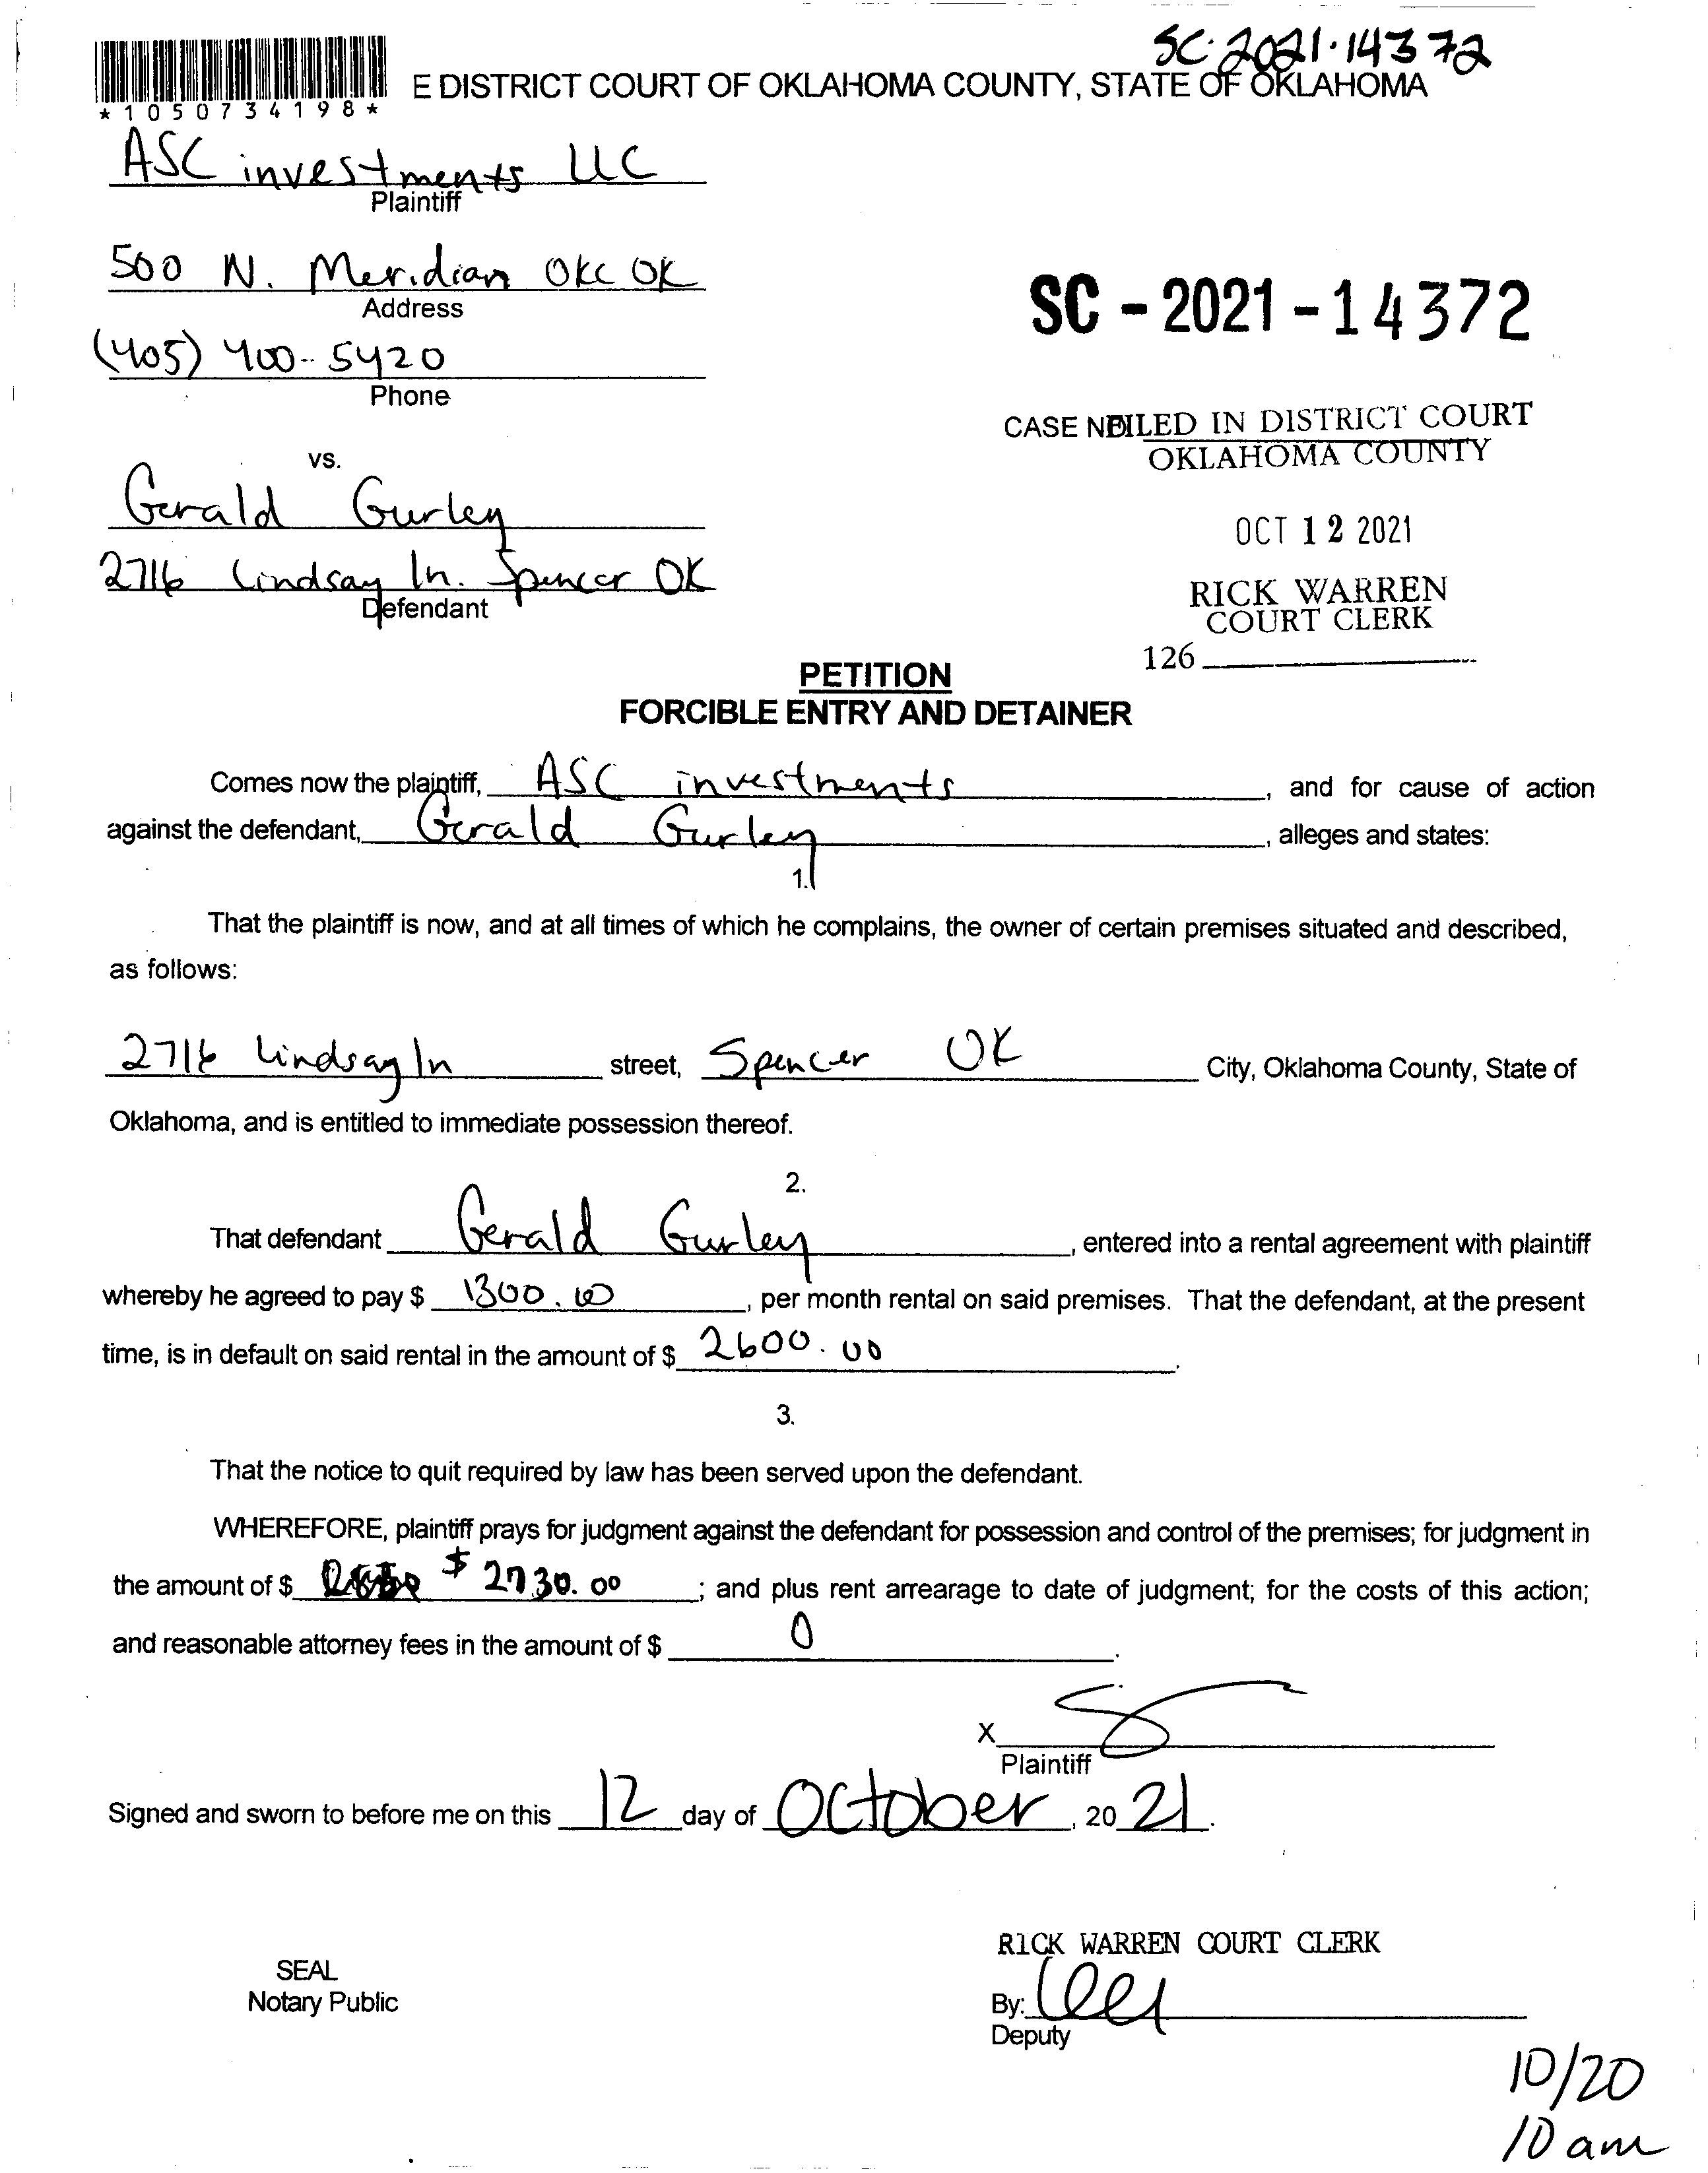 SC-2021-14372
E DISTRICT COURT OF OKLAHOMA COUNTY, STATE OF OKLAHOMA
*1050734198*
ASC investments LLC
Plaintiff
500 N. Meridian OKC OK
Address
SC - 2021 - 14372
(405) 400-5420
Phone
CASE NO FILED IN DISTRICT COURT
OKLAHOMA COUNTY
vs.
Gerald Gurley
OCT 12 2021
2716 Lindsay ln. Spencer OK
Defendant
RICK WARREN
COURT CLERK
126
PETITION
FORCIBLE ENTRY AND DETAINER
Comes now the plaintiff, ASC investments, and for cause of action
against the defendant, Gerald Gurley, alleges and states:
1.
That the plaintiff is now, and at all times of which he complains, the owner of certain premises situated and described,
as follows:
2716 Lindsay ln street, Spencer OK City, Oklahoma County, State of
Oklahoma, and is entitled to immediate possession thereof.
2.
That defendant Gerald Gurley, entered into a rental agreement with plaintiff
whereby he agreed to pay $ 1300.00, per month rental on said premises. That the defendant, at the present
time, is in default on said rental in the amount of $ 2600.00.
3.
That the notice to quit required by law has been served upon the defendant.
WHEREFORE, plaintiff prays for judgment against the defendant for possession and control of the premises; for judgment in
the amount of $ $ 2730.00; and plus rent arrearage to date of judgment; for the costs of this action;
and reasonable attorney fees in the amount of $ 0.
X
Plaintiff
Signed and sworn to before me on this 12 day of October, 20 21.
RICK WARREN COURT CLERK
SEAL
Notary Public
By:
Deputy
10/20
10 am